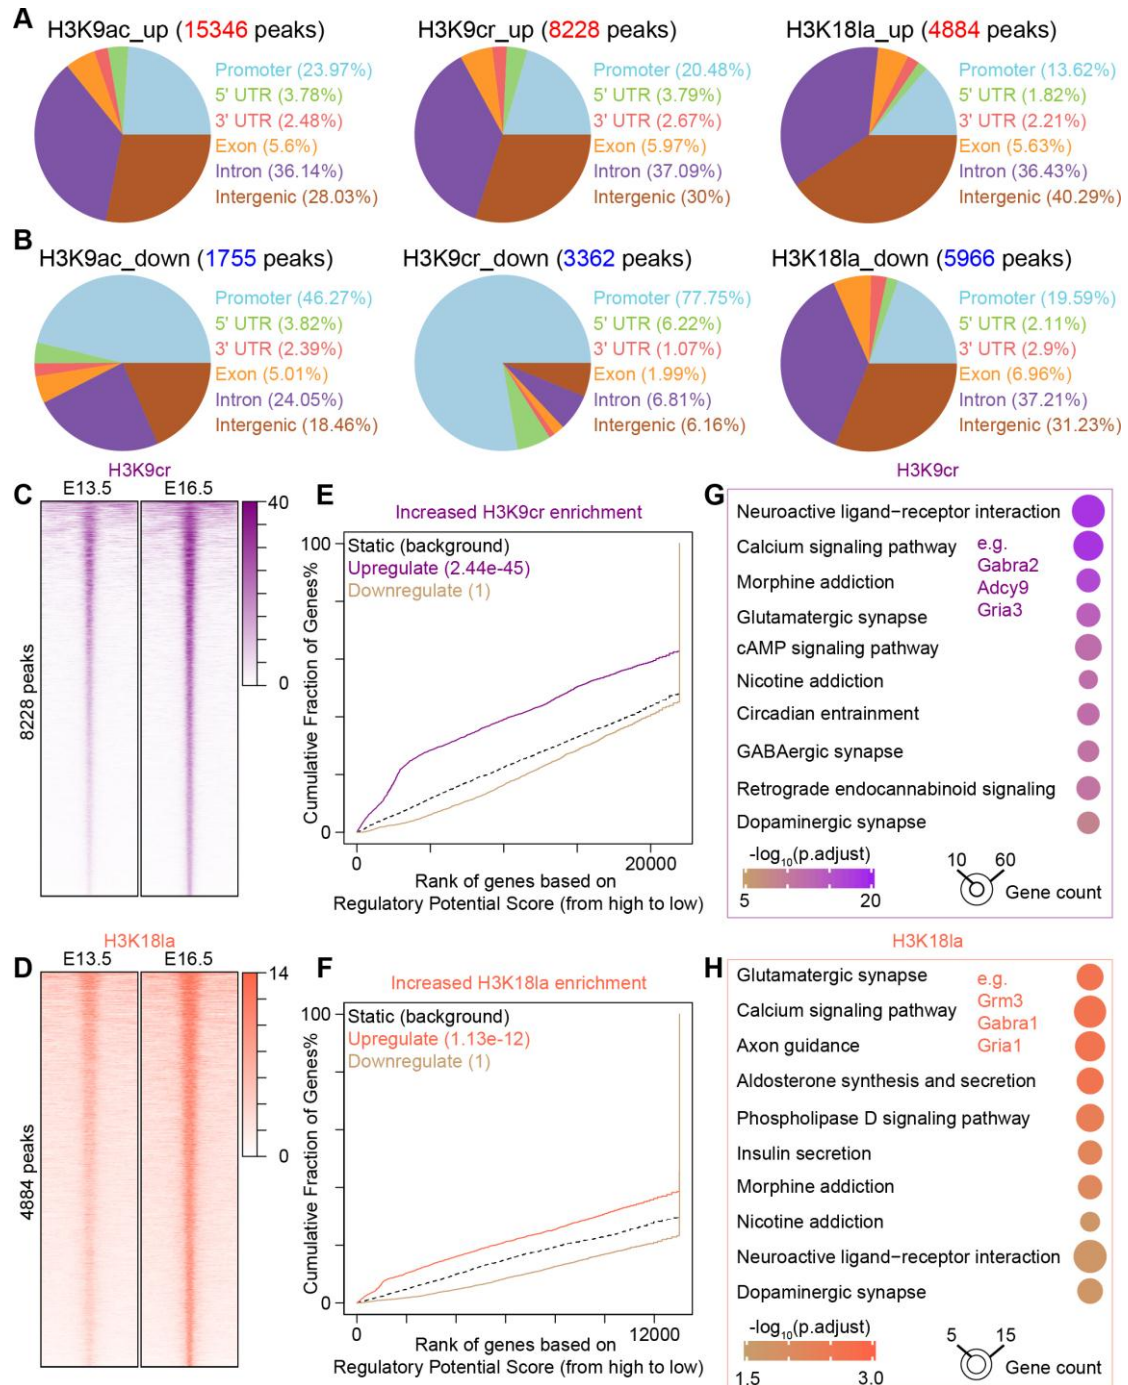 A
H3K9ac_up (15346 peaks)
Promoter (23.97%)
5' UTR (3.78%)
3' UTR (2.48%)
Exon (5.6%)
Intron (36.14%)
Intergenic (28.03%)
H3K9cr_up (8228 peaks)
Promoter (20.48%)
5' UTR (3.79%)
3' UTR (2.67%)
Exon (5.97%)
Intron (37.09%)
Intergenic (30%)
H3K18la_up (4884 peaks)
Promoter (13.62%)
5' UTR (1.82%)
3' UTR (2.21%)
Exon (5.63%)
Intron (36.43%)
Intergenic (40.29%)
B
H3K9ac_down (1755 peaks)
Promoter (46.27%)
5' UTR (3.82%)
3' UTR (2.39%)
Exon (5.01%)
Intron (24.05%)
Intergenic (18.46%)
H3K9cr_down (3362 peaks)
Promoter (77.75%)
5' UTR (6.22%)
3' UTR (1.07%)
Exon (1.99%)
Intron (6.81%)
Intergenic (6.16%)
H3K18la_down (5966 peaks)
Promoter (19.59%)
5' UTR (2.11%)
3' UTR (2.9%)
Exon (6.96%)
Intron (37.21%)
Intergenic (31.23%)
C
H3K9cr
E13.5 E16.5
8228 peaks
40
0
E
Increased H3K9cr enrichment
Static (background)
Upregulate (2.44e-45)
Downregulate (1)
Cumulative Fraction of Genes%
100
0
0 20000
Rank of genes based on
Regulatory Potential Score (from high to low)
G
H3K9cr
Neuroactive ligand−receptor interaction
Calcium signaling pathway
Morphine addiction
Glutamatergic synapse
cAMP signaling pathway
Nicotine addiction
Circadian entrainment
GABAergic synapse
Retrograde endocannabinoid signaling
Dopaminergic synapse
e.g.
Gabra2
Adcy9
Gria3
-log10(p.adjust)
5 20
10 60
Gene count
D
H3K18la
E13.5 E16.5
4884 peaks
14
0
F
Increased H3K18la enrichment
Static (background)
Upregulate (1.13e-12)
Downregulate (1)
Cumulative Fraction of Genes%
100
0
0 12000
Rank of genes based on
Regulatory Potential Score (from high to low)
H
H3K18la
Glutamatergic synapse
Calcium signaling pathway
Axon guidance
Aldosterone synthesis and secretion
Phospholipase D signaling pathway
Insulin secretion
Morphine addiction
Nicotine addiction
Neuroactive ligand−receptor interaction
Dopaminergic synapse
e.g.
Grm3
Gabra1
Gria1
-log10(p.adjust)
1.5 3.0
5 15
Gene count